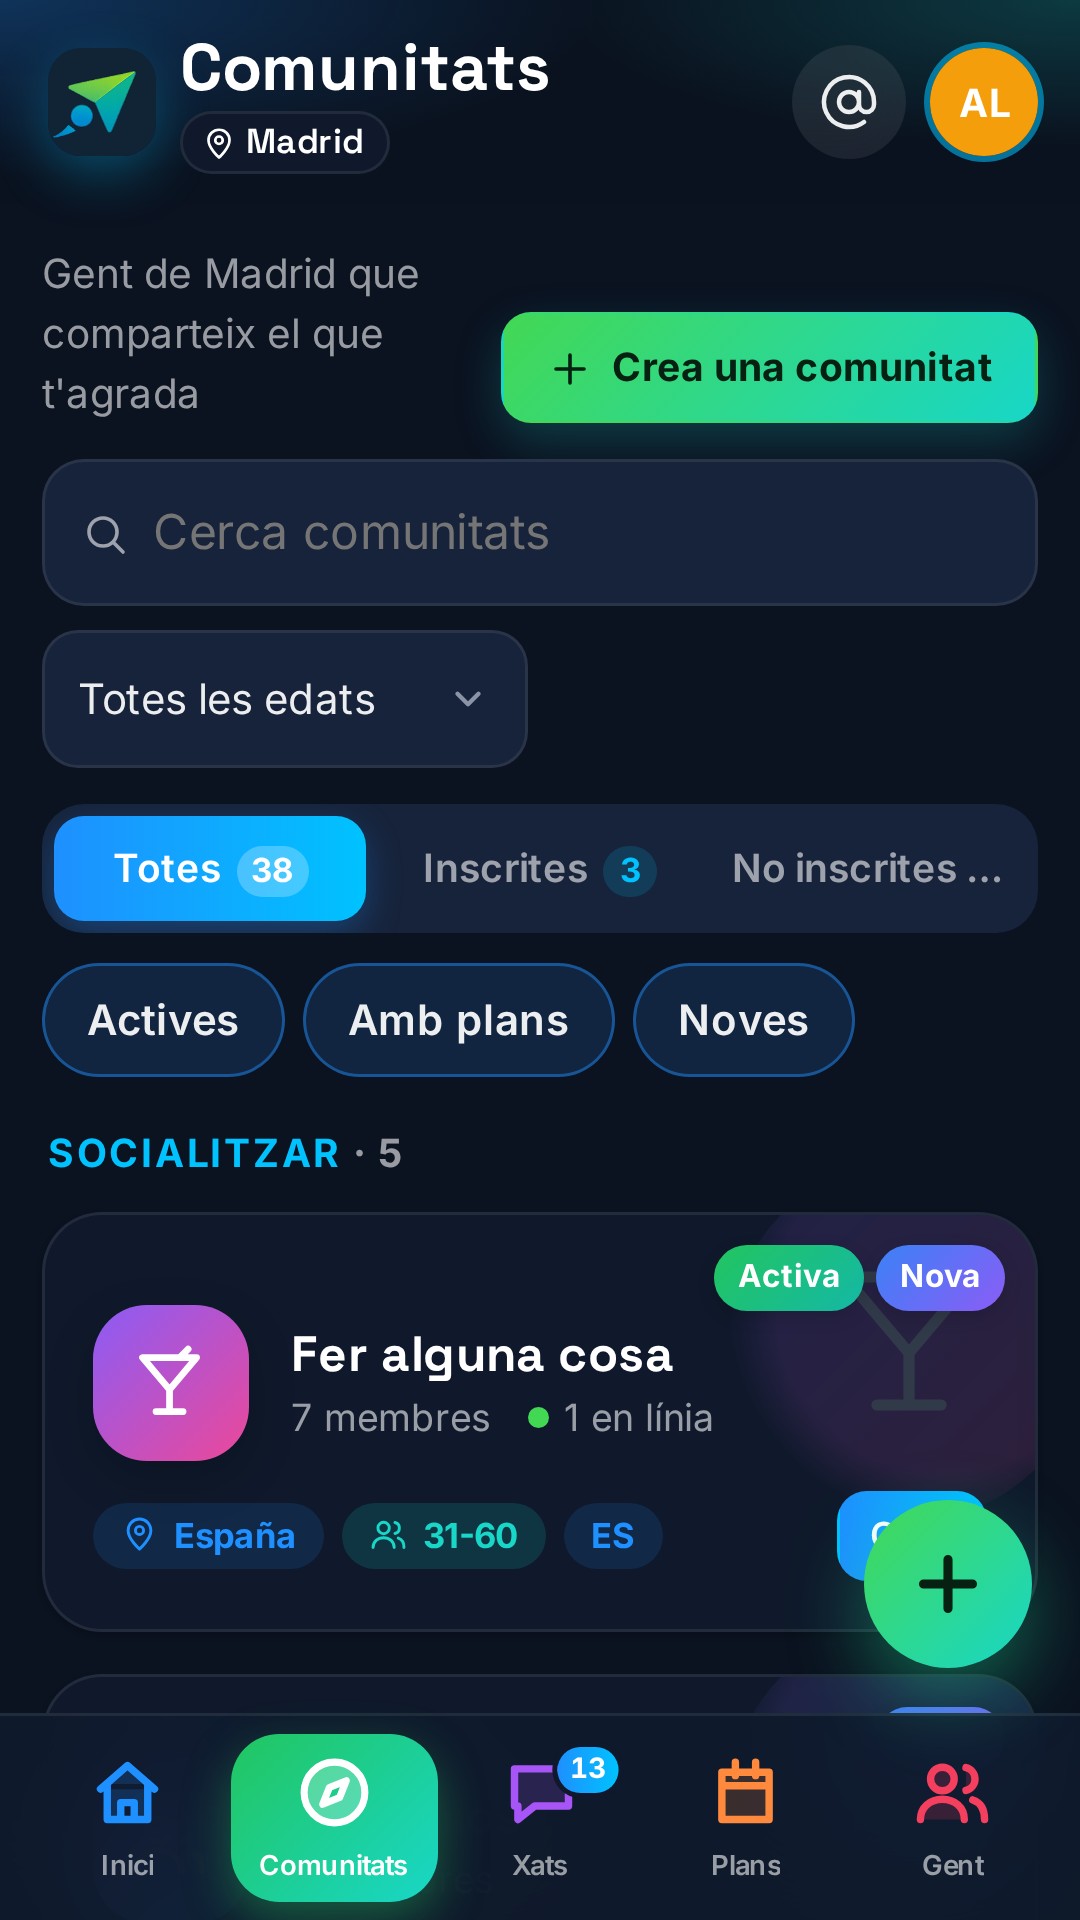 Comunitats
Madrid
AL
Gent de Madrid que
comparteix el que
t'agrada
+ Crea una comunitat
Cerca comunitats
Totes les edats
Totes 38
Inscrites 3
No inscrites ...
Actives
Amb plans
Noves
SOCIALITZAR · 5
Activa
Nova
Fer alguna cosa
7 membres
1 en línia
España
31-60
ES
13
Inici
Comunitats
Xats
Plans
Gent